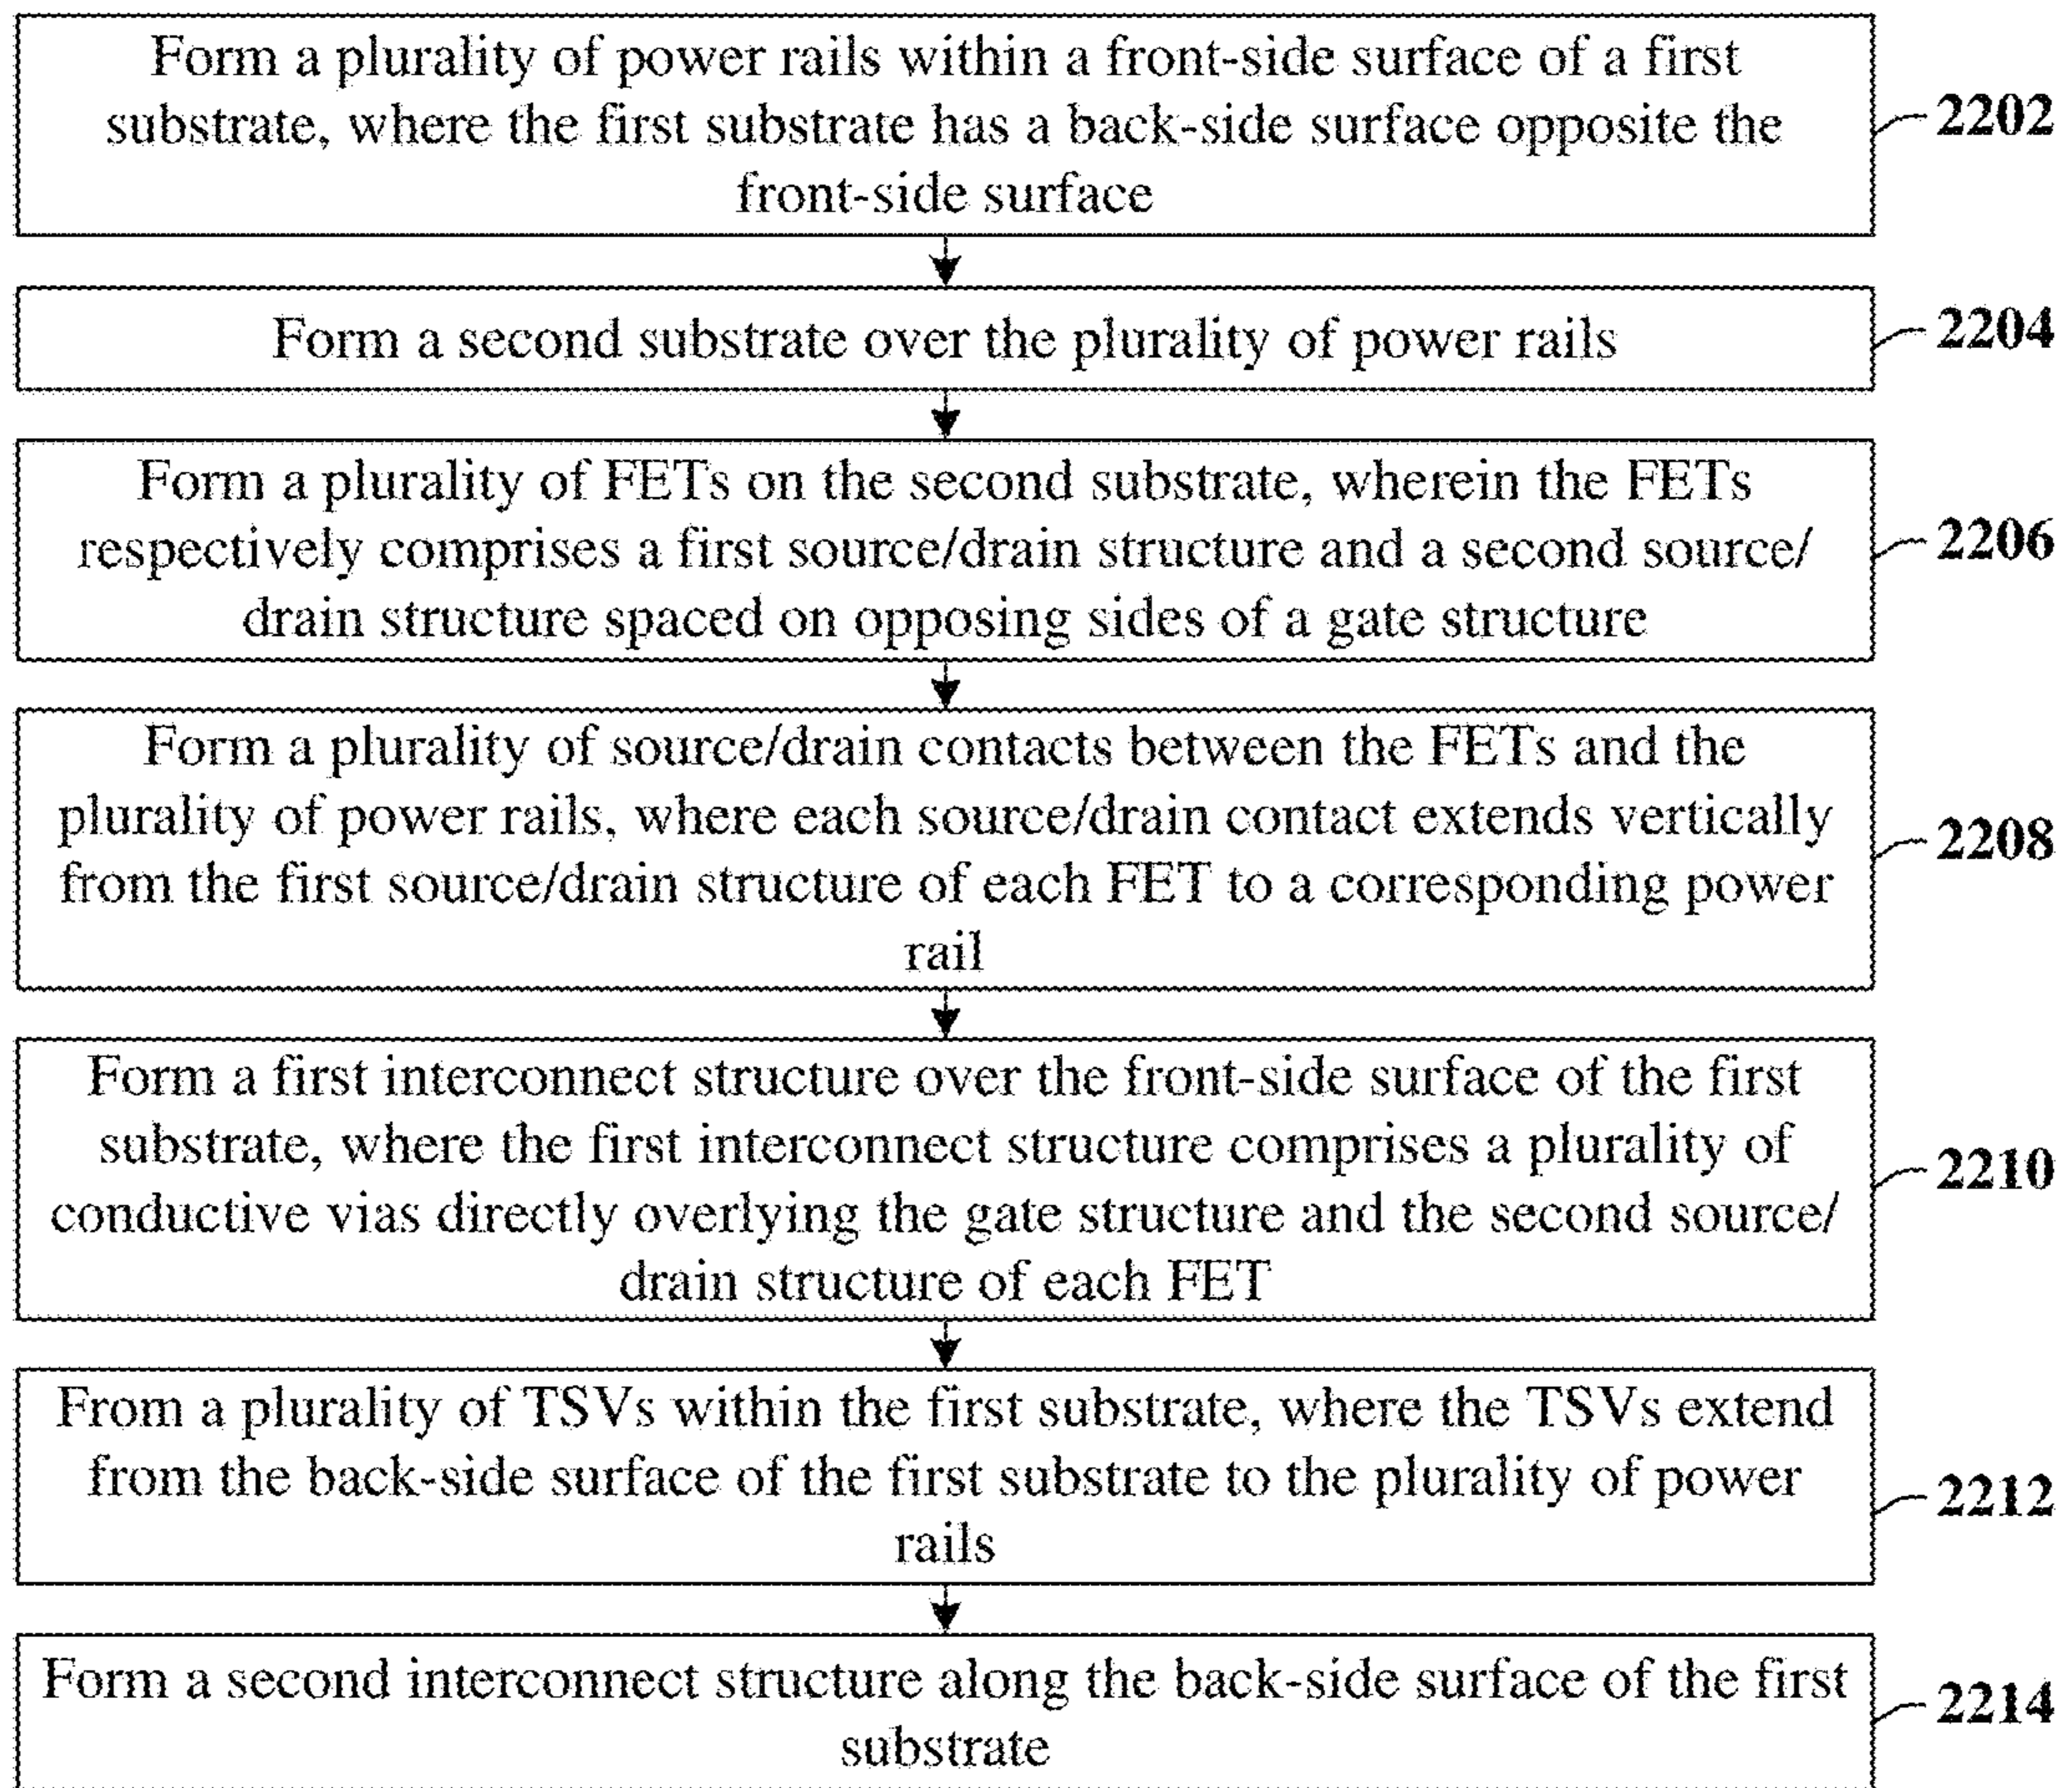 Form a plurality of power rails within a front-side surface of a first
substrate, where the first substrate has a back-side surface opposite the
front-side surface
2202
Form a second substrate over the plurality of power rails
2204
Form a plurality of FETs on the second substrate, wherein the FETs
respectively comprises a first source/drain structure and a second source/
drain structure spaced on opposing sides of a gate structure
2206
Form a plurality of source/drain contacts between the FETs and the
plurality of power rails, where each source/drain contact extends vertically
from the first source/drain structure of each FET to a corresponding power
rail
2208
Form a first interconnect structure over the front-side surface of the first
substrate, where the first interconnect structure comprises a plurality of
conductive vias directly overlying the gate structure and the second source/
drain structure of each FET
2210
From a plurality of TSVs within the first substrate, where the TSVs extend
from the back-side surface of the first substrate to the plurality of power
rails
2212
Form a second interconnect structure along the back-side surface of the first
substrate
2214